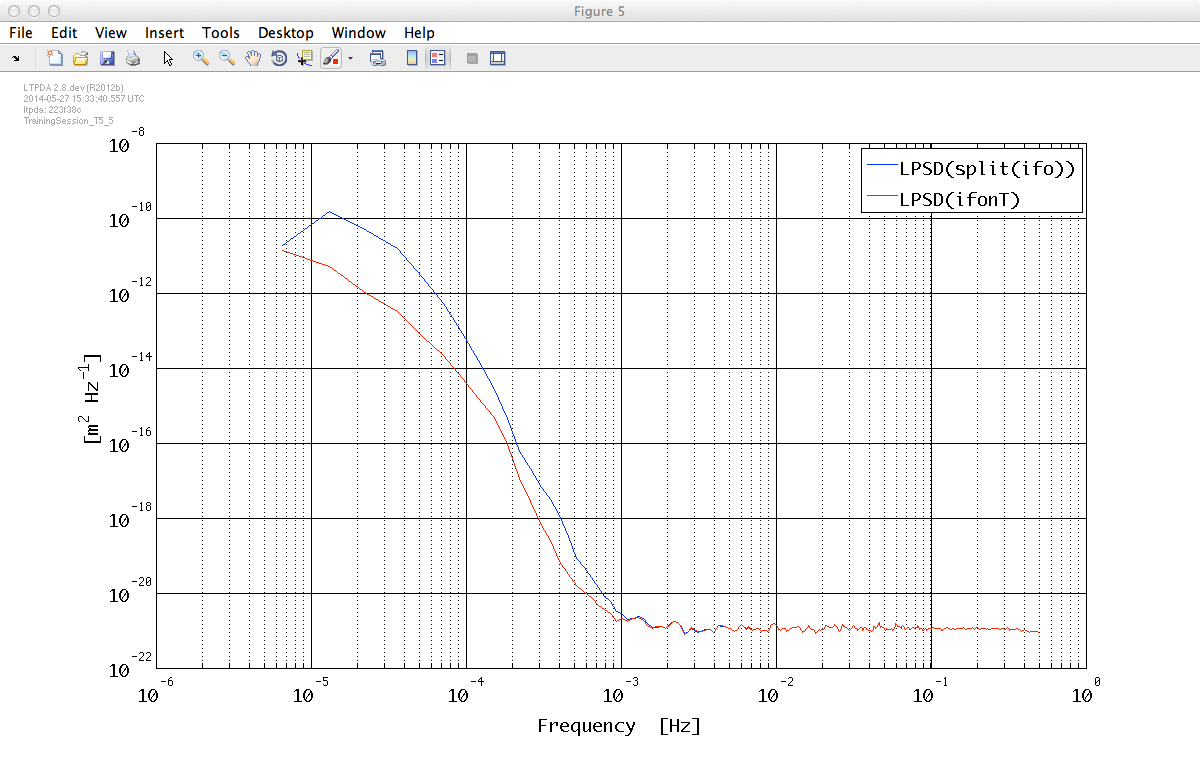 Figure 5
File Edit View Insert Tools Desktop Window Help
LTPDA 2.8.dev (R2012b)
2014-05-27 15:33:40.557 UTC
ltpda: 223f38c
TrainingSession_T5_5
10^-8
10^-10
10^-12
10^-14
10^-16
10^-18
10^-20
10^-22
[m^2 Hz^-1]
LPSD(split(ifo))
LPSD(ifonT)
10^-6 10^-5 10^-4 10^-3 10^-2 10^-1 10^0
Frequency [Hz]